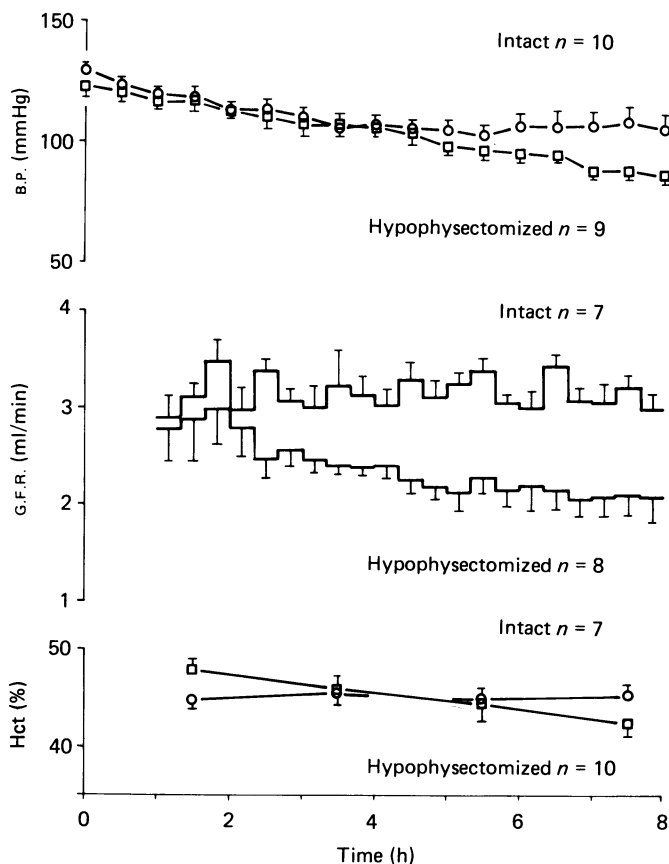 150
Intact n = 10
B.P. (mmHg)
100
Hypophysectomized n = 9
50
4
Intact n = 7
3
G.F.R. (ml/min)
2
Hypophysectomized n = 8
1
Intact n = 7
50
Hct (%)
40
Hypophysectomized n = 10
0 2 4 6 8
Time (h)